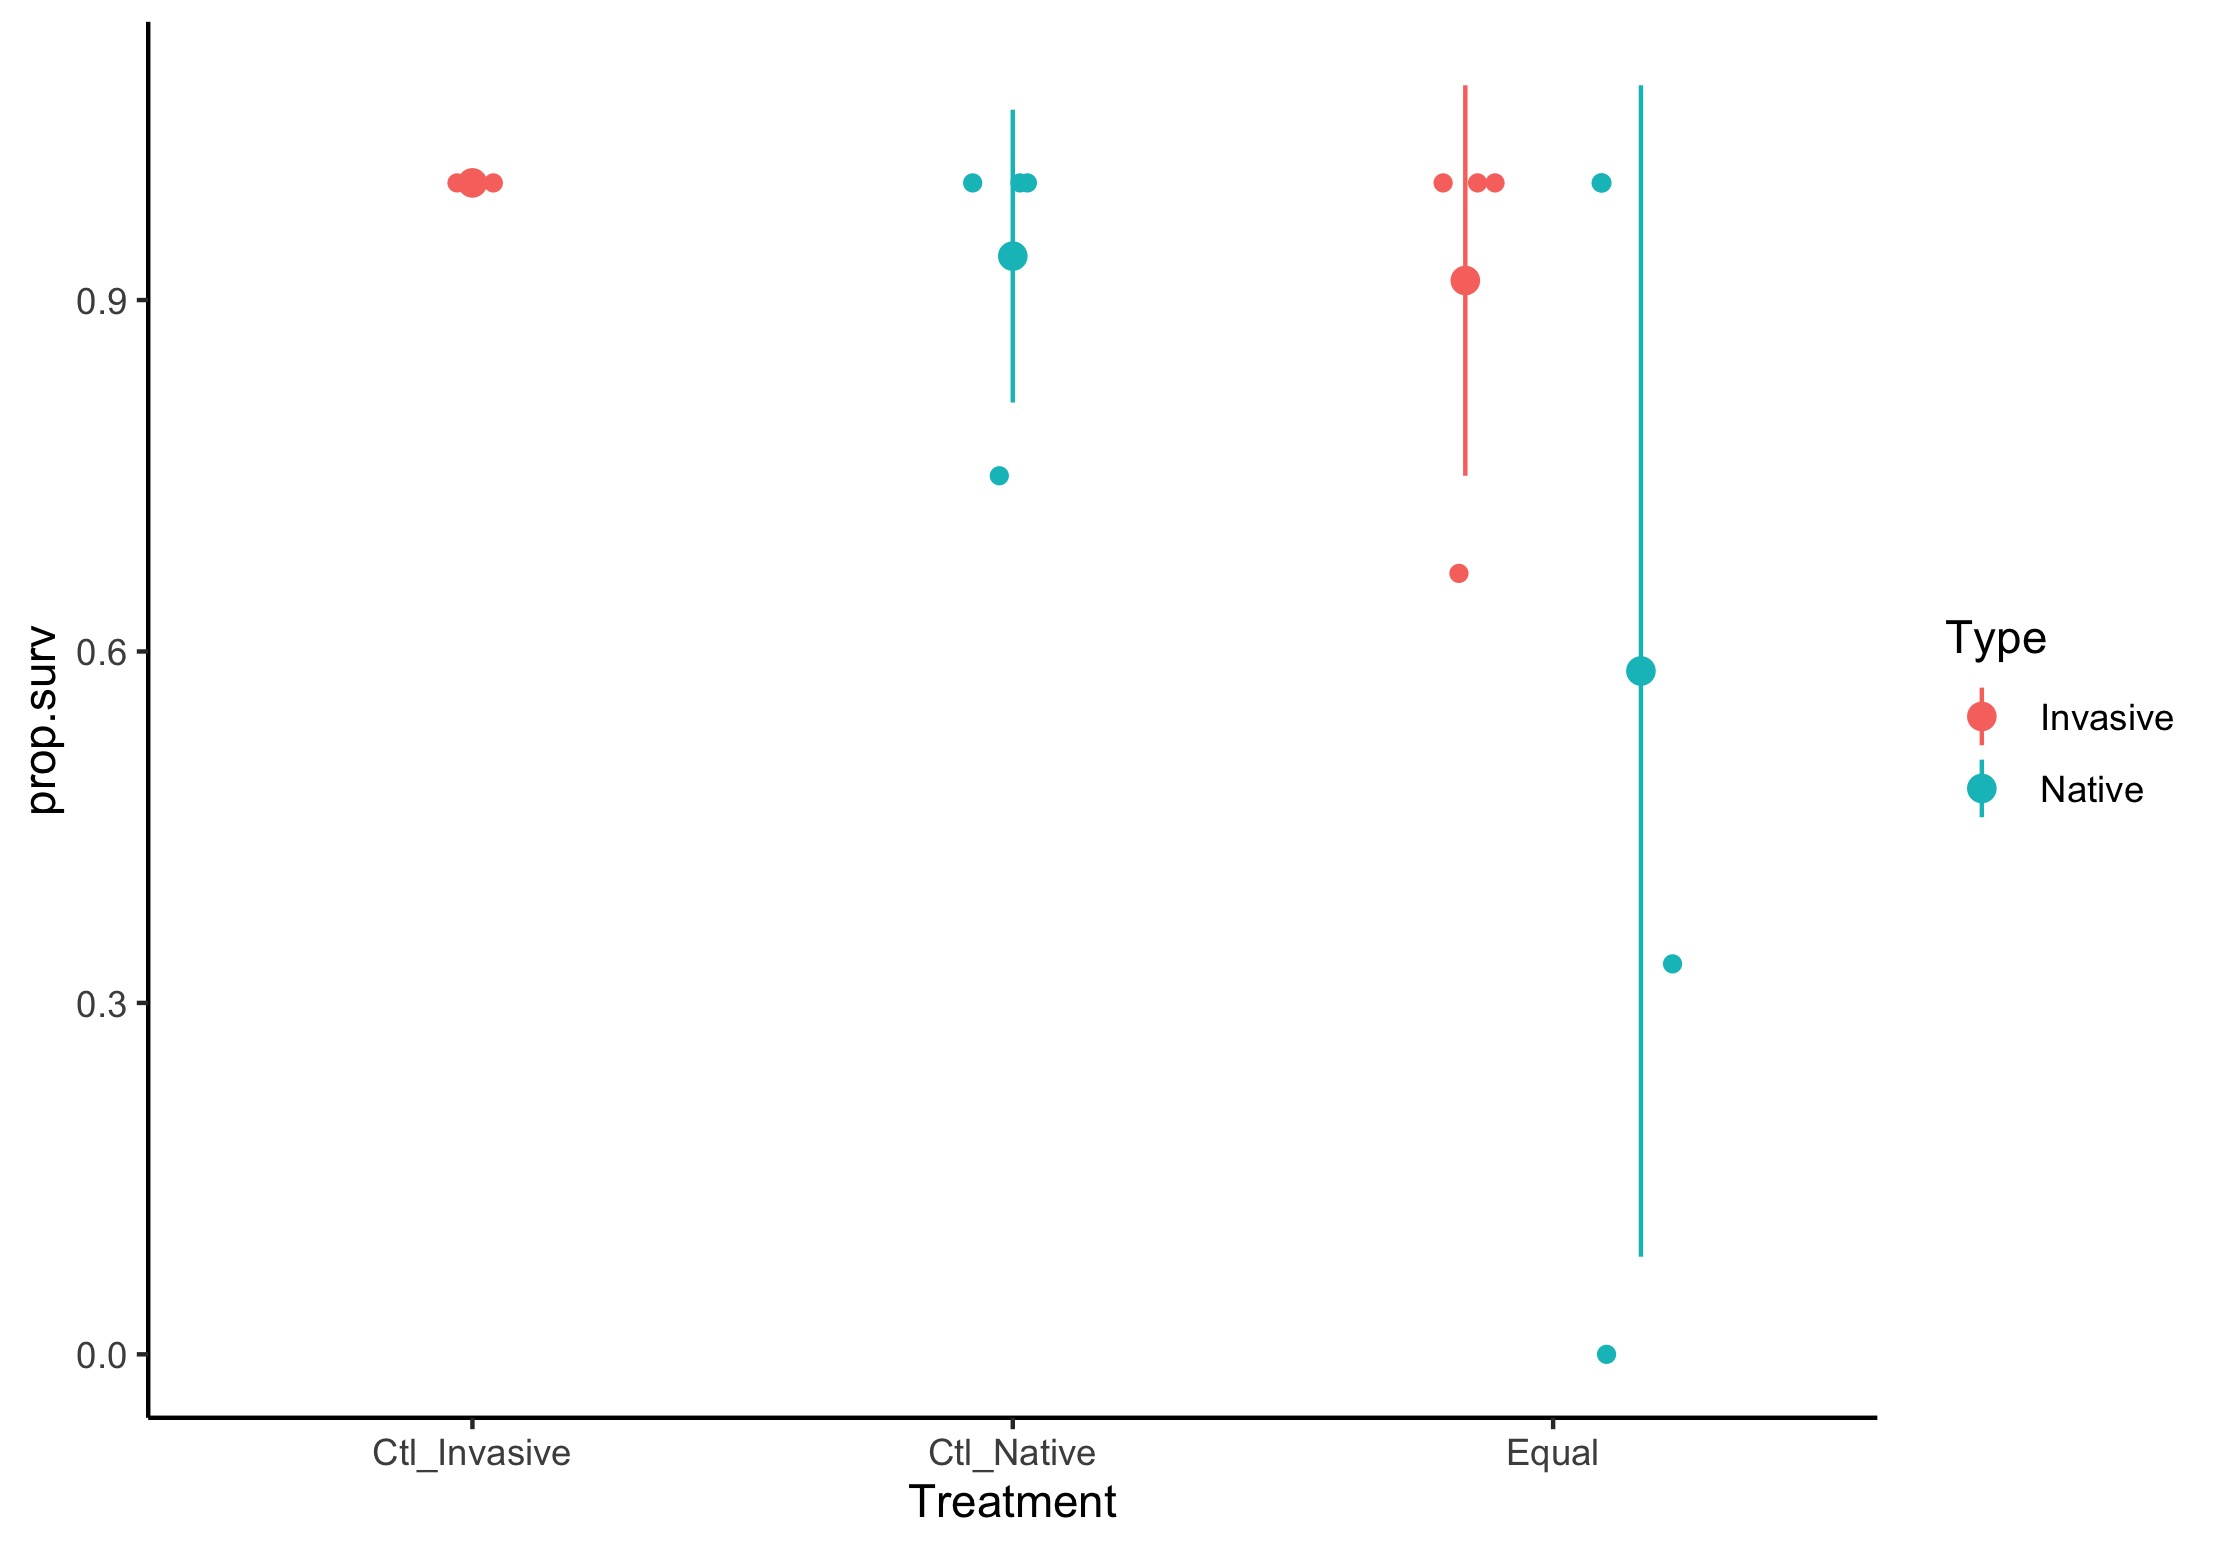 prop.surv
0.9
0.6
0.3
0.0
Ctl_Invasive
Ctl_Native
Equal
Treatment
Type
Invasive
Native